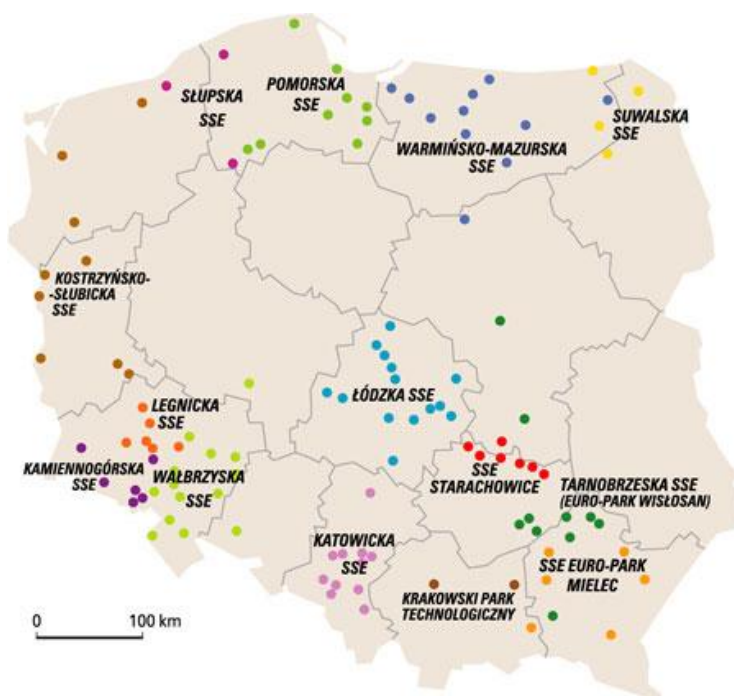 SŁUPSKA
SSE
POMORSKA
SSE
SUWALSKA
SSE
WARMIŃSKO-MAZURSKA
SSE
KOSTRZYŃSKO-
-SŁUBICKA
SSE
ŁÓDZKA SSE
LEGNICKA
SSE
KAMIENNOGÓRSKA
SSE
WAŁBRZYSKA
SSE
SSE
STARACHOWICE
TARNOBRZESKA SSE
(EURO-PARK WISŁOSAN)
KATOWICKA
SSE
SSE EURO-PARK
MIELEC
KRAKOWSKI PARK
TECHNOLOGICZNY
0 100 km